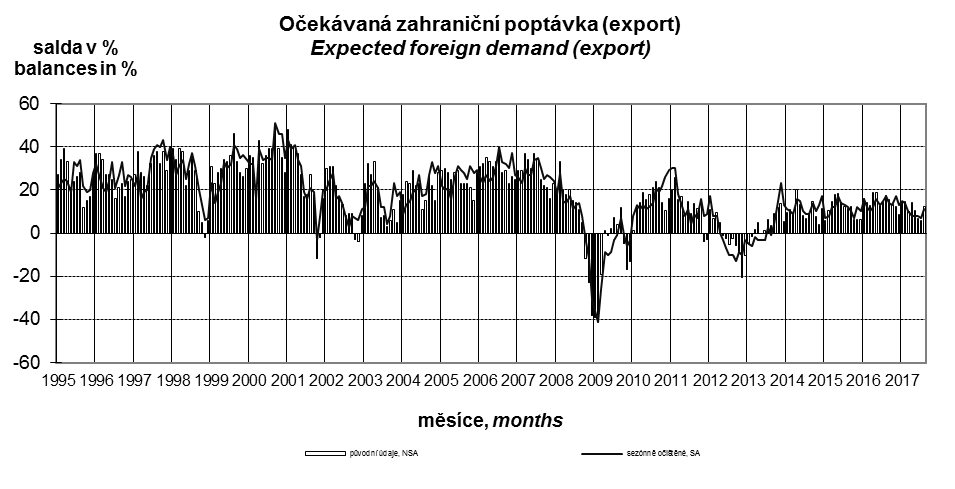 Očekávaná zahraniční poptávka (export)
Expected foreign demand (export)
salda v %
balances in %
60
40
20
0
-20
-40
-60
1995 1996 1997 1998 1999 2000 2001 2002 2003 2004 2005 2006 2007 2008 2009 2010 2011 2012 2013 2014 2015 2016 2017
měsíce, months
původní údaje, NSA sezónně očištěné, SA